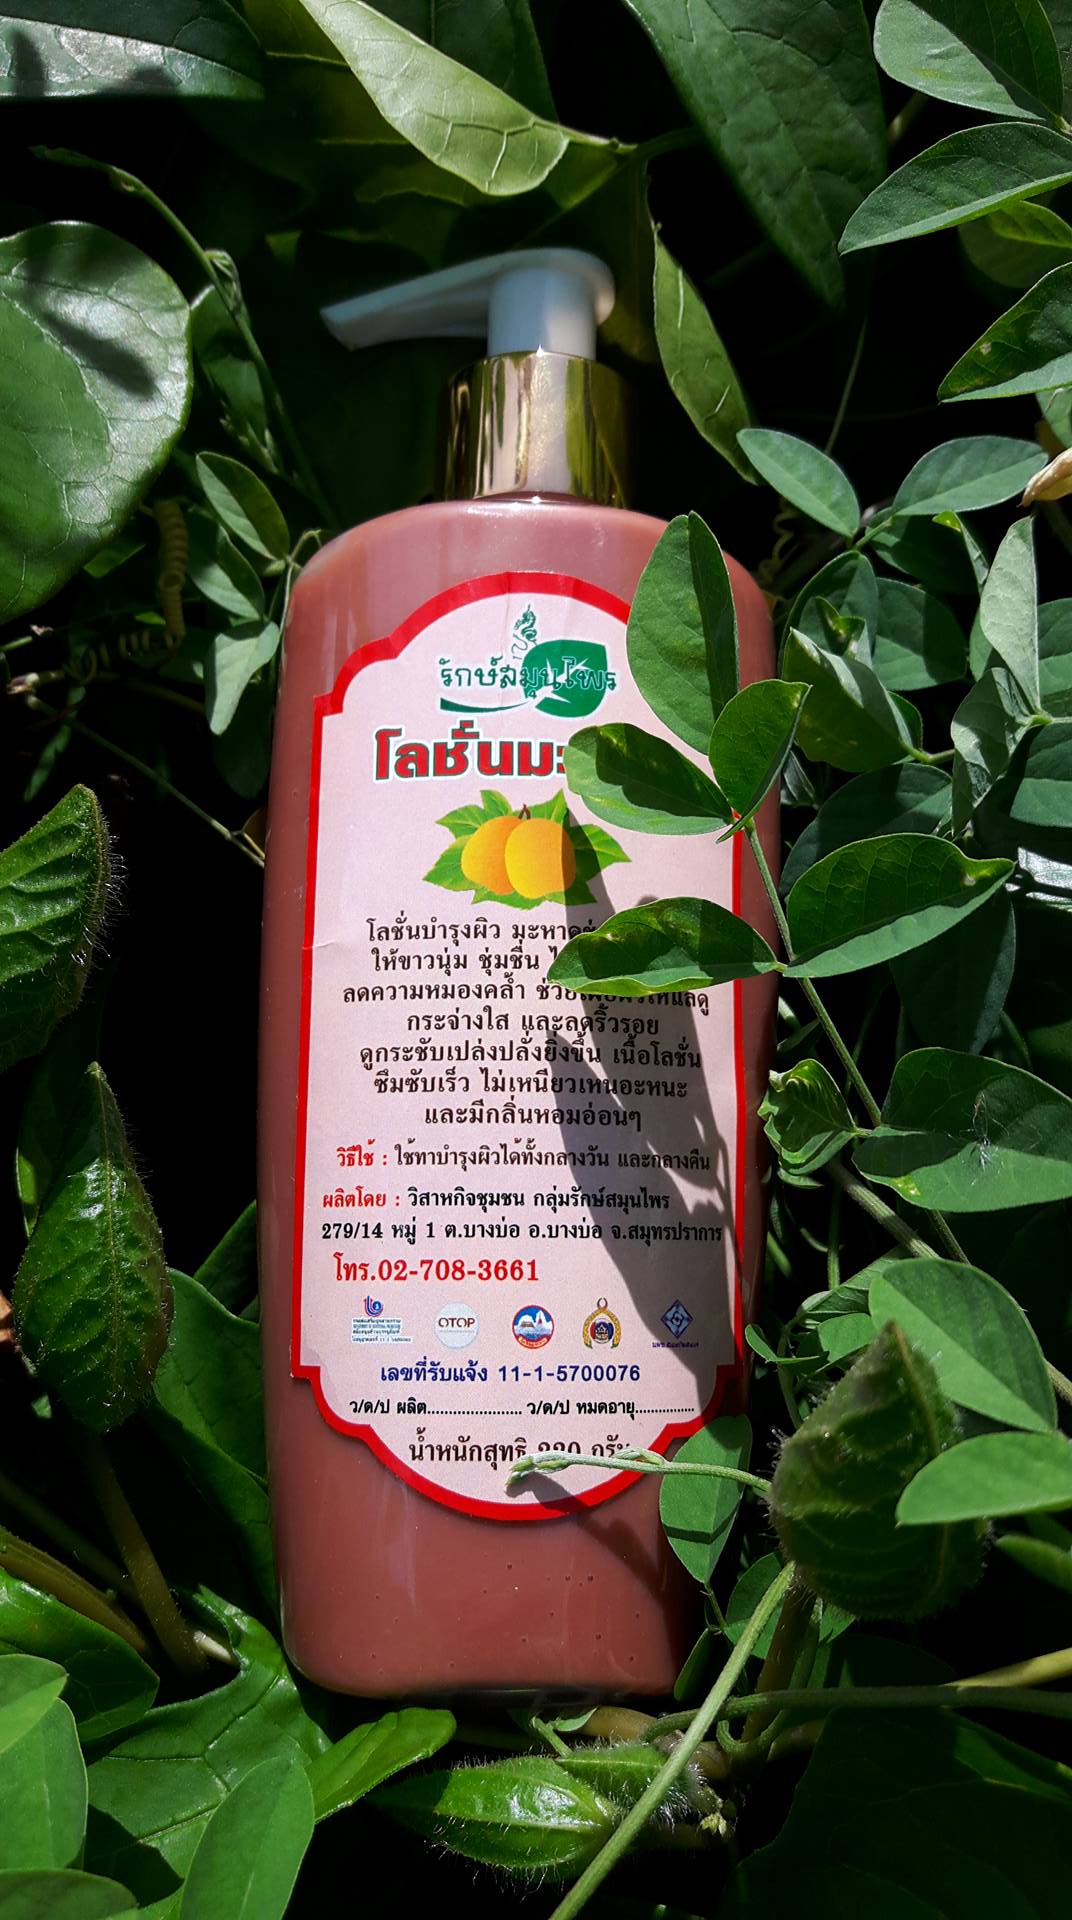 รักษ์สมุนไพร
โลชั่น
โลชั่นบำรุงผิว
ให้ขาวนุ่ม ชุ่มชื่น
ลดความหมองคล้ำ
กระจ่างใส และลดริ้วรอย
ดูกระชับเปล่งปลั่งยิ่งขึ้น เนื้อโลชั่น
ซึมซับเร็ว ไม่เหนียวเหนอะหนะ
และมีกลิ่นหอมอ่อนๆ
วิธีใช้ : ใช้ทาบำรุงผิวได้ทั้งกลางวัน และกลางคืน
ผลิตโดย : วิสาหกิจชุมชน กลุ่มรักษ์สมุนไพร
279/14 หมู่ 1 ต.บางบ่อ อ.บางบ่อ จ.สมุทรปราการ
โทร.02-708-3661
OTOP
เลขที่รับแจ้ง 11-1-5700076
ว/ด/ป ผลิต...................... ว/ด/ป หมดอายุ...............
น้ำหนักสุทธิ กรัม